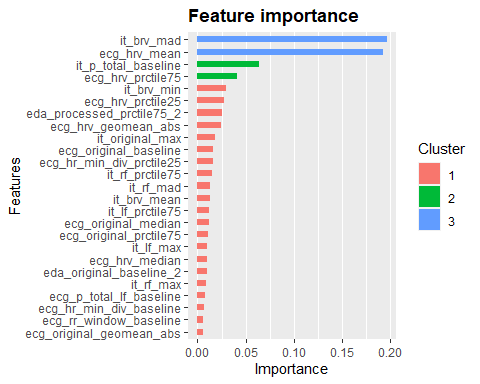 Feature importance
it_brv_mad
ecg_hrv_mean
it_p_total_baseline
ecg_hrv_prctile75
it_brv_min
ecg_hrv_prctile25
eda_processed_prctile75_2
ecg_hrv_geomean_abs
it_original_max
ecg_original_baseline
ecg_hr_min_div_prctile25
it_rf_prctile75
it_rf_mad
it_brv_mean
it_lf_prctile75
ecg_original_median
ecg_original_prctile75
it_lf_max
ecg_hrv_median
eda_original_baseline_2
it_rf_max
ecg_p_total_lf_baseline
ecg_hr_min_div_baseline
ecg_rr_window_baseline
ecg_original_geomean_abs
Features
0.00 0.05 0.10 0.15 0.20
Importance
Cluster
1
2
3